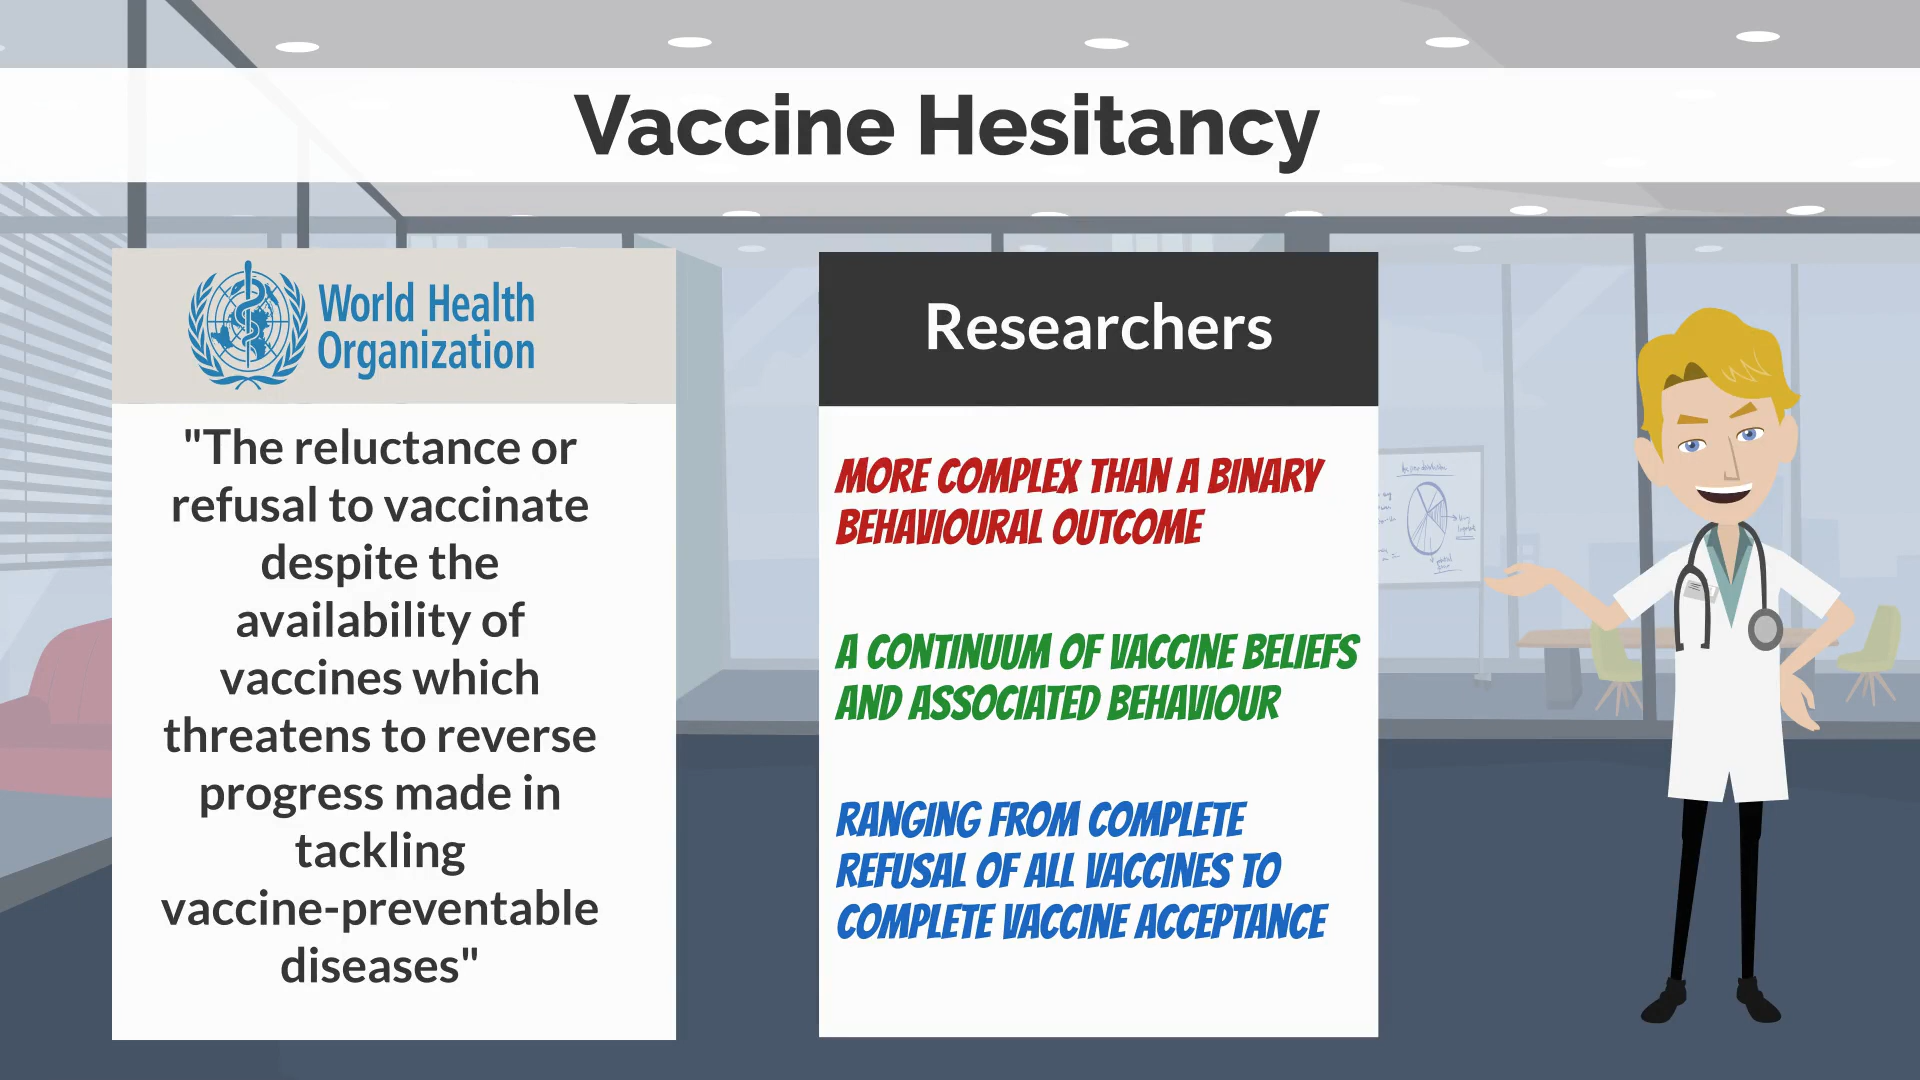 Vaccine Hesitancy
World Health
Organization
"The reluctance or
refusal to vaccinate
despite the
availability of
vaccines which
threatens to reverse
progress made in
tackling
vaccine-preventable
diseases"
Researchers
MORE COMPLEX THAN A BINARY
BEHAVIOURAL OUTCOME
A CONTINUUM OF VACCINE BELIEFS
AND ASSOCIATED BEHAVIOUR
RANGING FROM COMPLETE
REFUSAL OF ALL VACCINES TO
COMPLETE VACCINE ACCEPTANCE